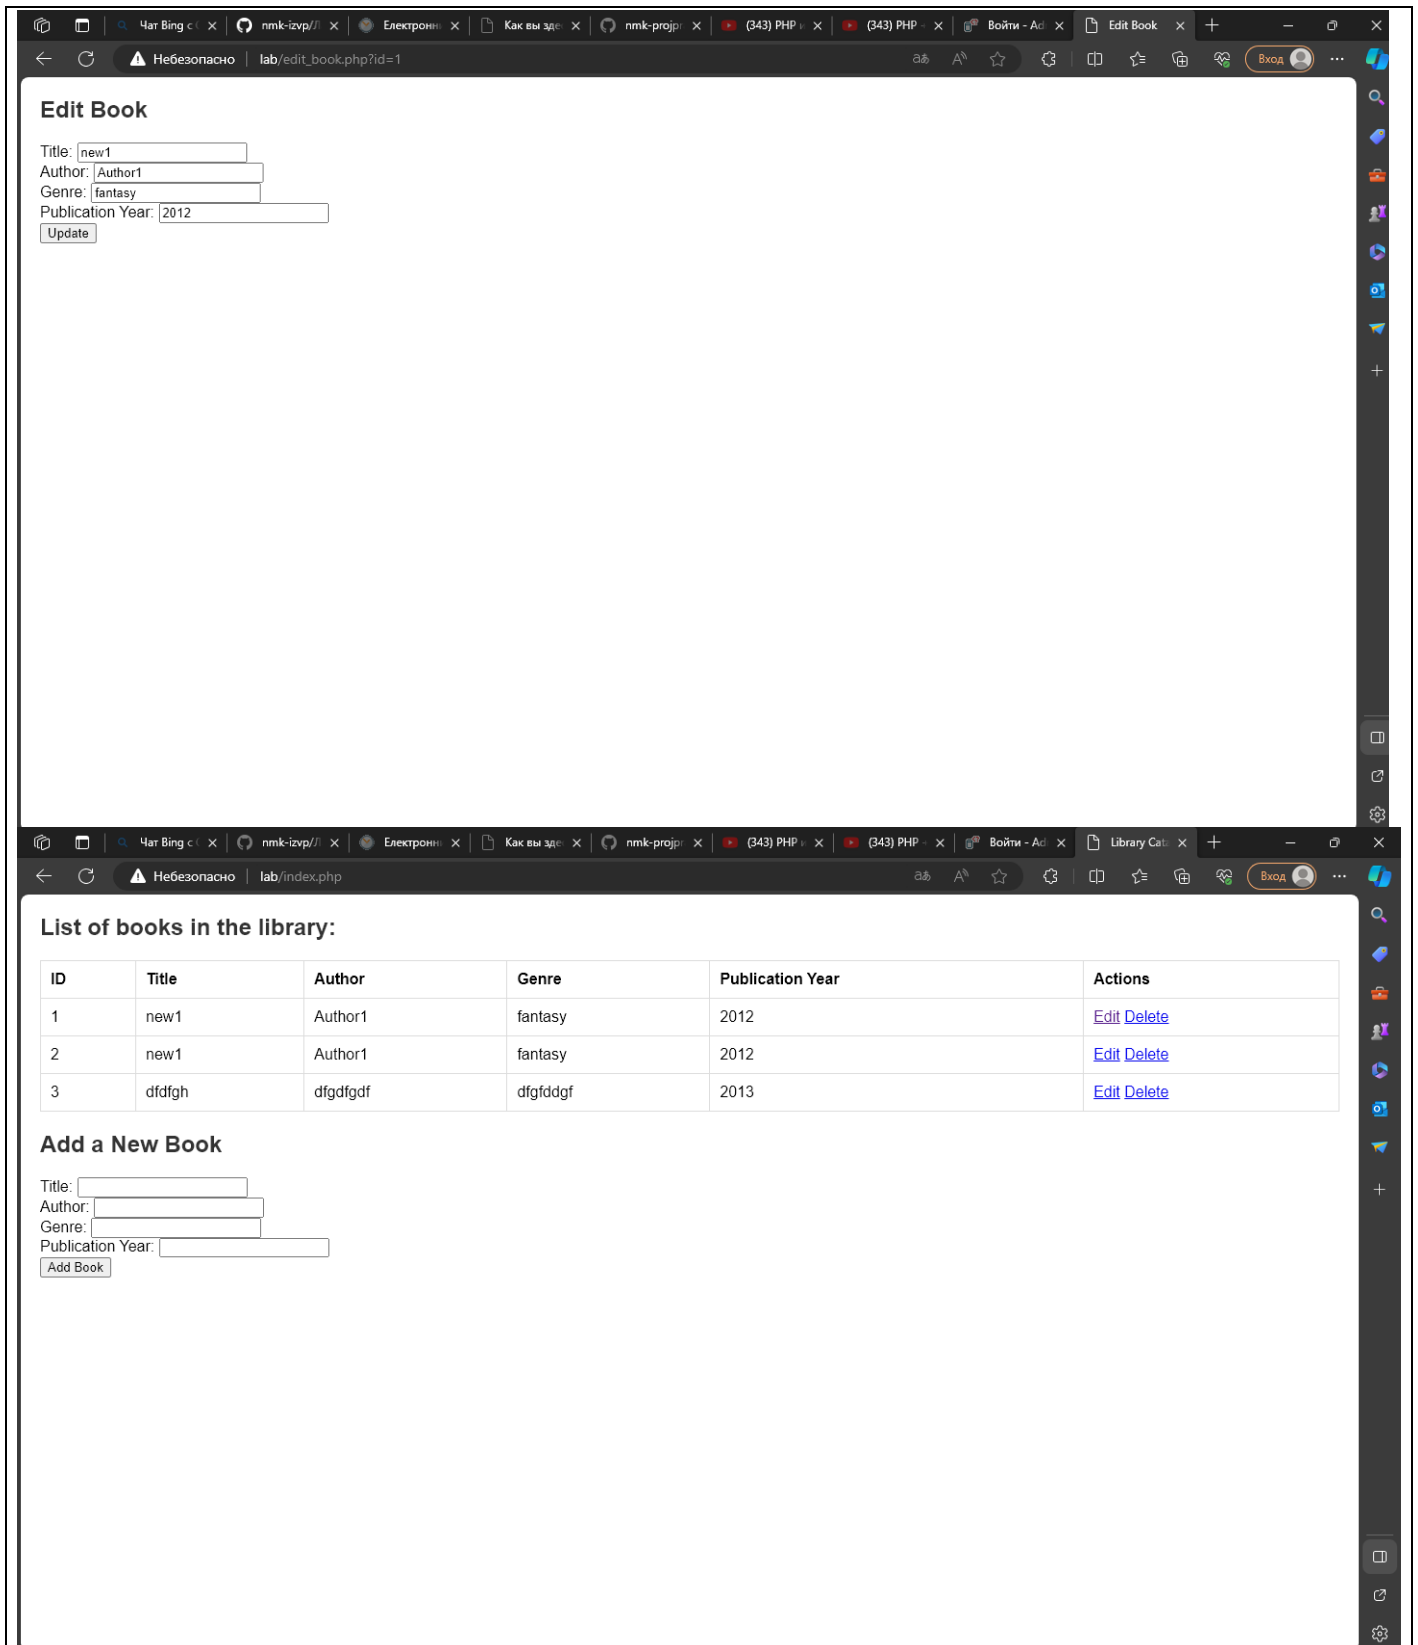 Чат Bing с nmk-izvp/Л Електронн Как вы зде nmk-projpr (343) PHP и (343) PHP - Войти - Ad Edit Book
Небезопасно lab/edit_book.php?id=1 Вход
Edit Book
Title: new1
Author: Author1
Genre: fantasy
Publication Year: 2012
Update
Чат Bing с nmk-izvp/Л Електронн Как вы зде nmk-projpr (343) PHP и (343) PHP - Войти - Ad Library Cata
Небезопасно lab/index.php Вход
List of books in the library:
ID Title Author Genre Publication Year Actions
1 new1 Author1 fantasy 2012 Edit Delete
2 new1 Author1 fantasy 2012 Edit Delete
3 dfdfgh dfgdfgdf dfgfddgf 2013 Edit Delete
Add a New Book
Title:
Author:
Genre:
Publication Year:
Add Book